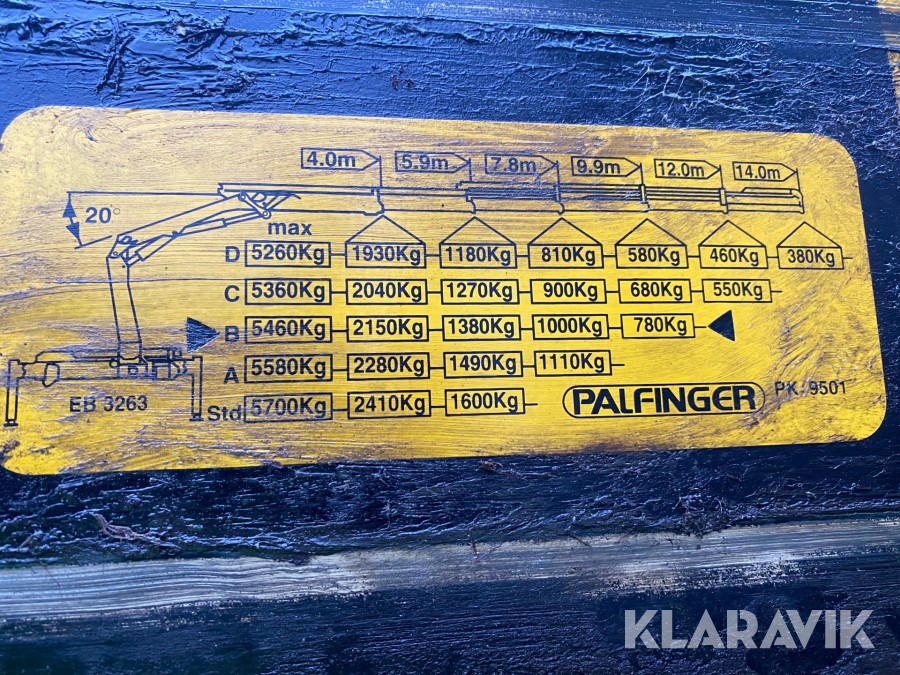 4.0m 5.9m 7.8m 9.9m 12.0m 14.0m
20°
max
D 5260Kg 1930Kg 1180Kg 810Kg 580Kg 460Kg 380Kg
C 5360Kg 2040Kg 1270Kg 900Kg 680Kg 550Kg
B 5460Kg 2150Kg 1380Kg 1000Kg 780Kg
A 5580Kg 2280Kg 1490Kg 1110Kg
EB 3263
Std 5700Kg 2410Kg 1600Kg
PALFINGER PK 9501
KLARAVIK